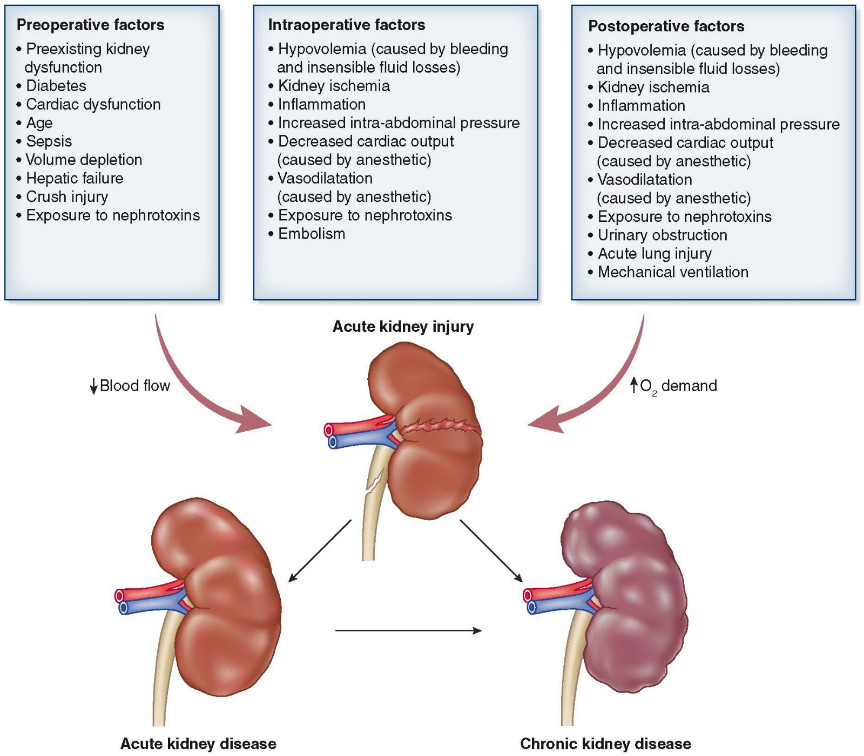 Preoperative factors
• Preexisting kidney
dysfunction
• Diabetes
• Cardiac dysfunction
• Age
• Sepsis
• Volume depletion
• Hepatic failure
• Crush injury
• Exposure to nephrotoxins
Intraoperative factors
• Hypovolemia (caused by bleeding
and insensible fluid losses)
• Kidney ischemia
• Inflammation
• Increased intra-abdominal pressure
• Decreased cardiac output
(caused by anesthetic)
• Vasodilatation
(caused by anesthetic)
• Exposure to nephrotoxins
• Embolism
Postoperative factors
• Hypovolemia (caused by bleeding
and insensible fluid losses)
• Kidney ischemia
• Inflammation
• Increased intra-abdominal pressure
• Decreased cardiac output
(caused by anesthetic)
• Vasodilatation
(caused by anesthetic)
• Exposure to nephrotoxins
• Urinary obstruction
• Acute lung injury
• Mechanical ventilation
Acute kidney injury
↓Blood flow
↑O₂ demand
Acute kidney disease
Chronic kidney disease